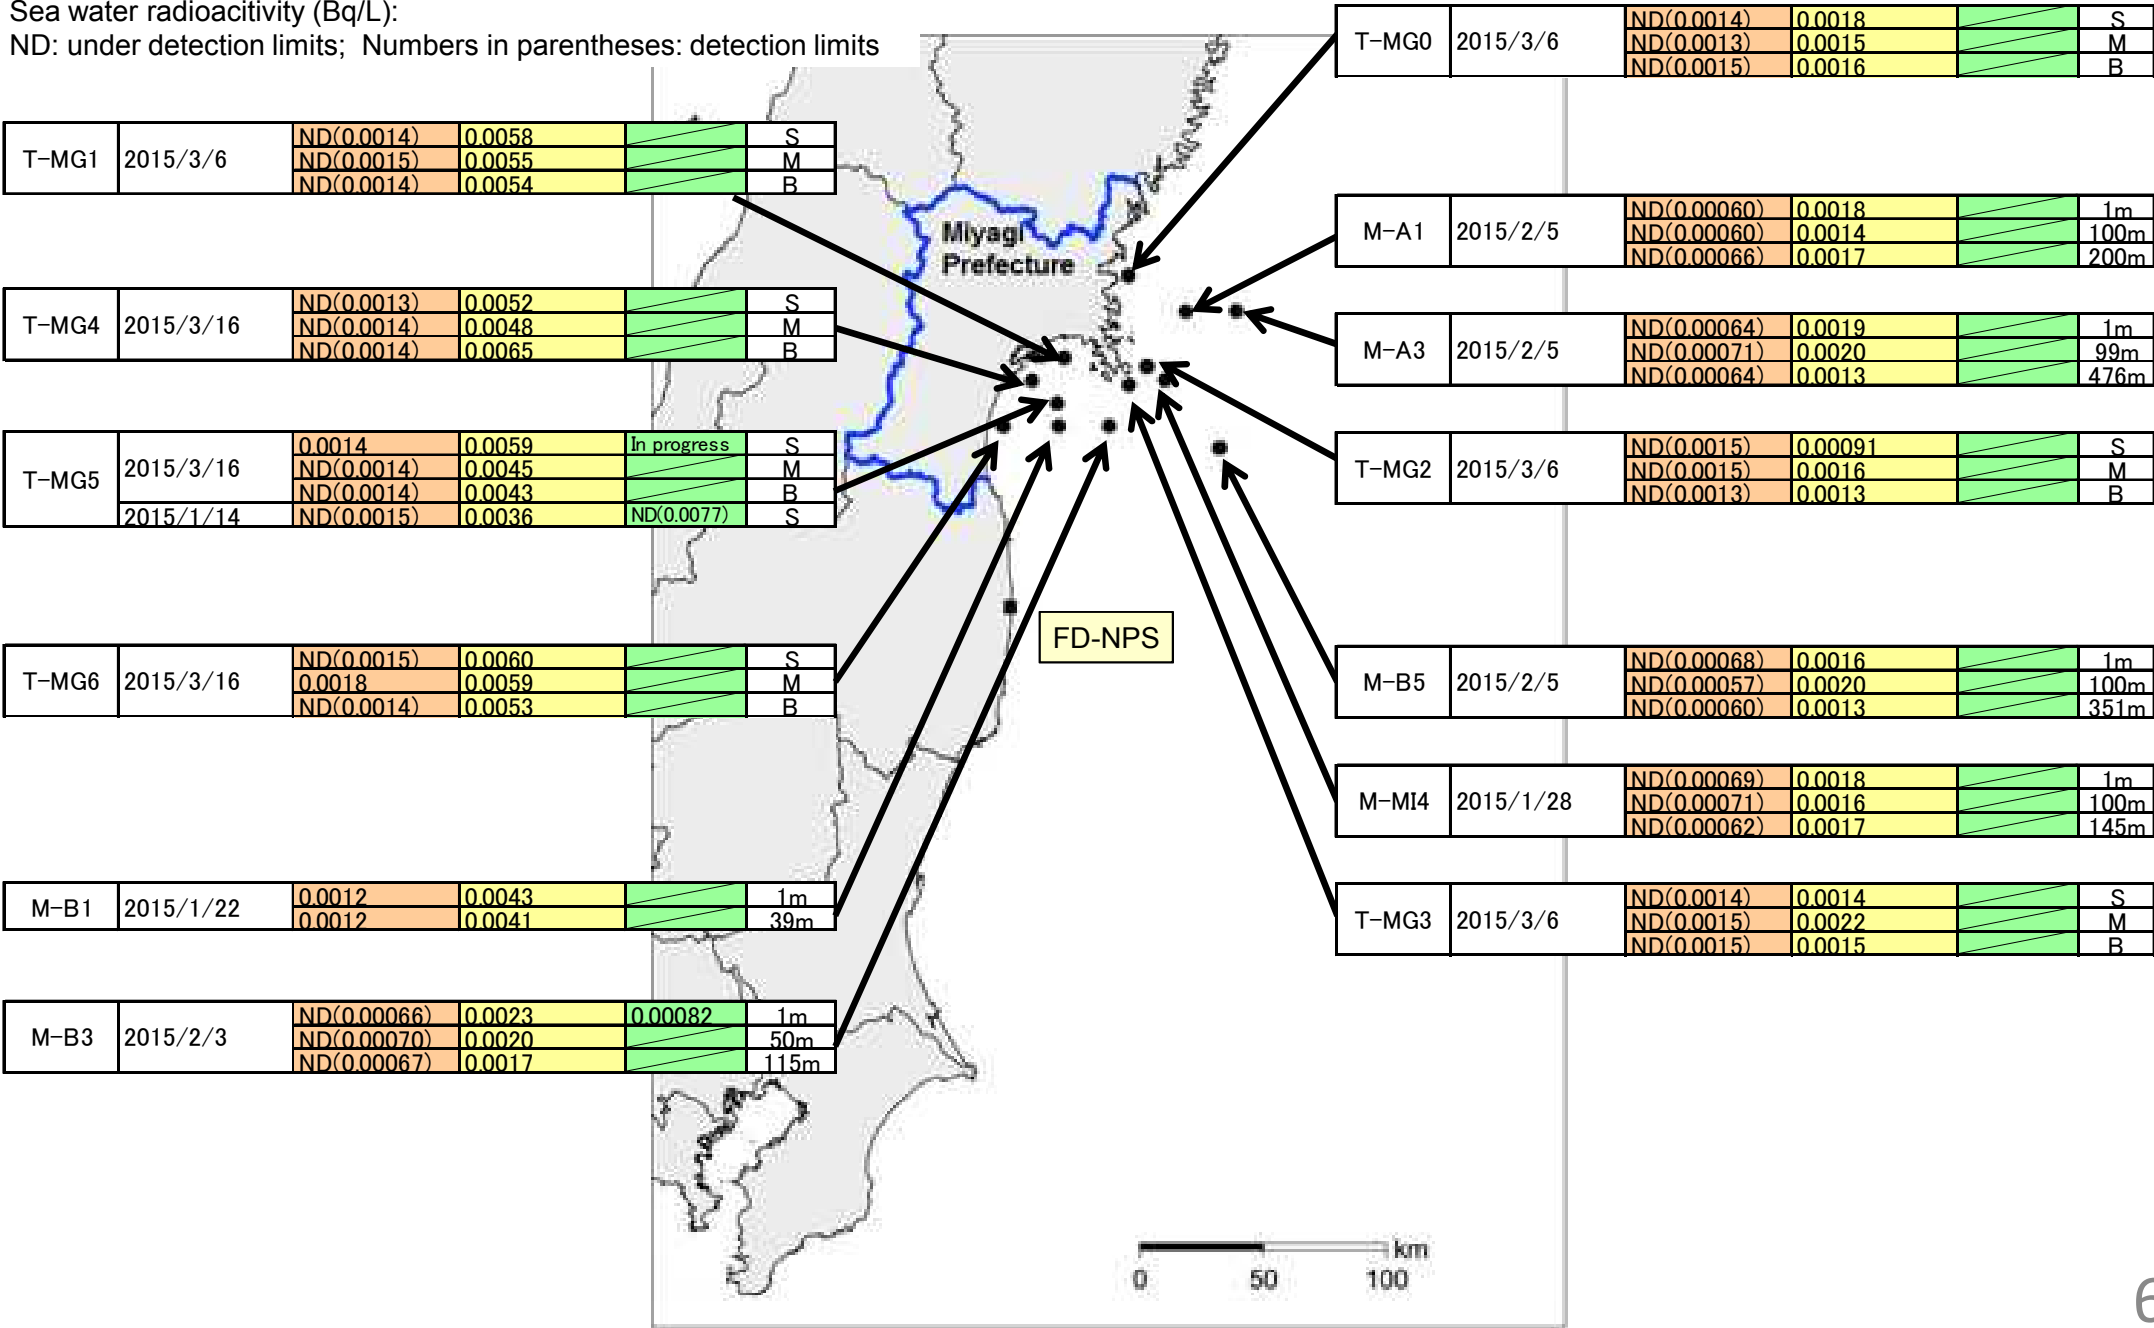 Sea water radioacitivity (Bq/L):
ND: under detection limits; Numbers in parentheses: detection limits
T-MG0 2015/3/6 ND(0.0014) 0.0018 S
ND(0.0013) 0.0015 M
ND(0.0015) 0.0016 B
T-MG1 2015/3/6 ND(0.0014) 0.0058 S
ND(0.0015) 0.0055 M
ND(0.0014) 0.0054 B
M-A1 2015/2/5 ND(0.00060) 0.0018 1m
ND(0.00060) 0.0014 100m
ND(0.00066) 0.0017 200m
Miyagi
Prefecture
T-MG4 2015/3/16 ND(0.0013) 0.0052 S
ND(0.0014) 0.0048 M
ND(0.0014) 0.0065 B
M-A3 2015/2/5 ND(0.00064) 0.0019 1m
ND(0.00071) 0.0020 99m
ND(0.00064) 0.0013 476m
T-MG5 2015/3/16 0.0014 0.0059 In progress S
ND(0.0014) 0.0045 M
ND(0.0014) 0.0043 B
2015/1/14 ND(0.0015) 0.0036 ND(0.0077) S
T-MG2 2015/3/6 ND(0.0015) 0.00091 S
ND(0.0015) 0.0016 M
ND(0.0013) 0.0013 B
FD-NPS
T-MG6 2015/3/16 ND(0.0015) 0.0060 S
0.0018 0.0059 M
ND(0.0014) 0.0053 B
M-B5 2015/2/5 ND(0.00068) 0.0016 1m
ND(0.00057) 0.0020 100m
ND(0.00060) 0.0013 351m
M-MI4 2015/1/28 ND(0.00069) 0.0018 1m
ND(0.00071) 0.0016 100m
ND(0.00062) 0.0017 145m
M-B1 2015/1/22 0.0012 0.0043 1m
0.0012 0.0041 39m
T-MG3 2015/3/6 ND(0.0014) 0.0014 S
ND(0.0015) 0.0022 M
ND(0.0015) 0.0015 B
M-B3 2015/2/3 ND(0.00066) 0.0023 0.00082 1m
ND(0.00070) 0.0020 50m
ND(0.00067) 0.0017 115m
km
0 50 100
6